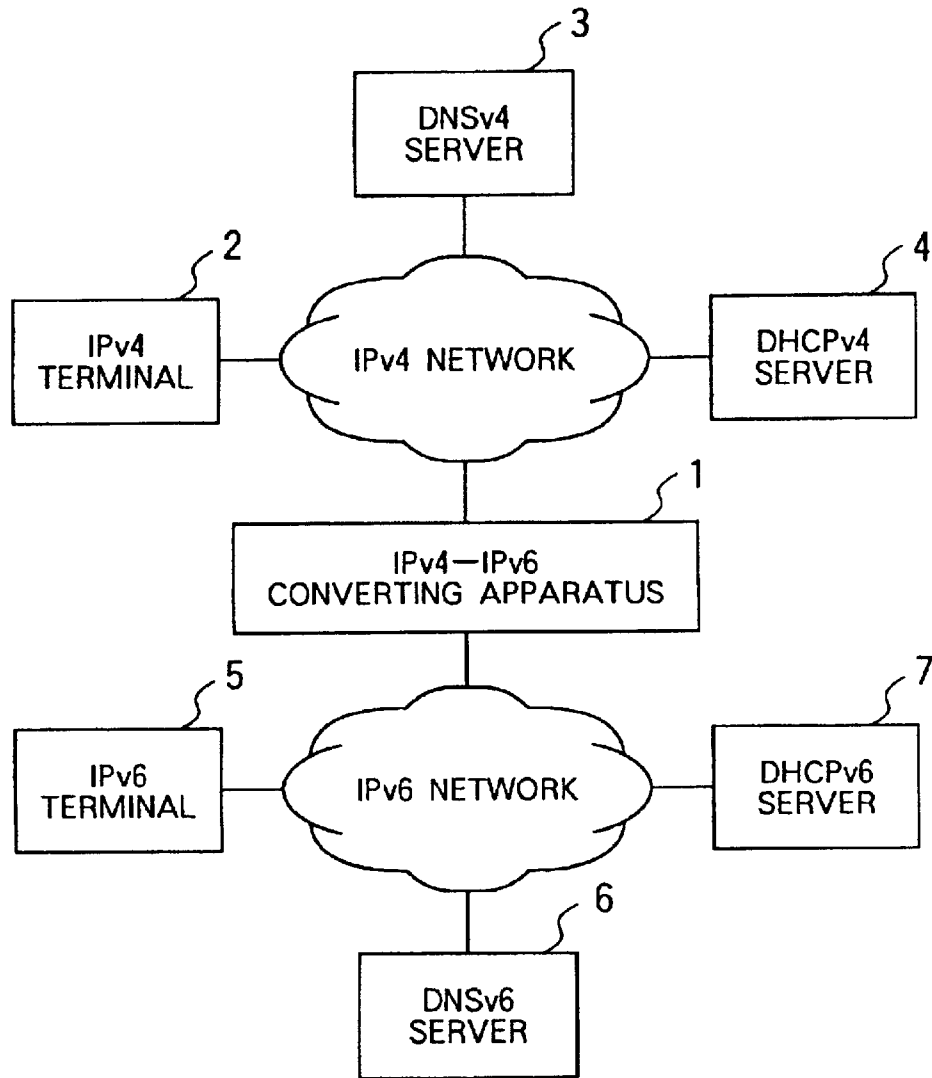 3
DNSv4
SERVER
2
4
IPv4
TERMINAL
IPv4 NETWORK
DHCPv4
SERVER
1
IPv4—IPv6
CONVERTING APPARATUS
5
7
IPv6
TERMINAL
IPv6 NETWORK
DHCPv6
SERVER
6
DNSv6
SERVER